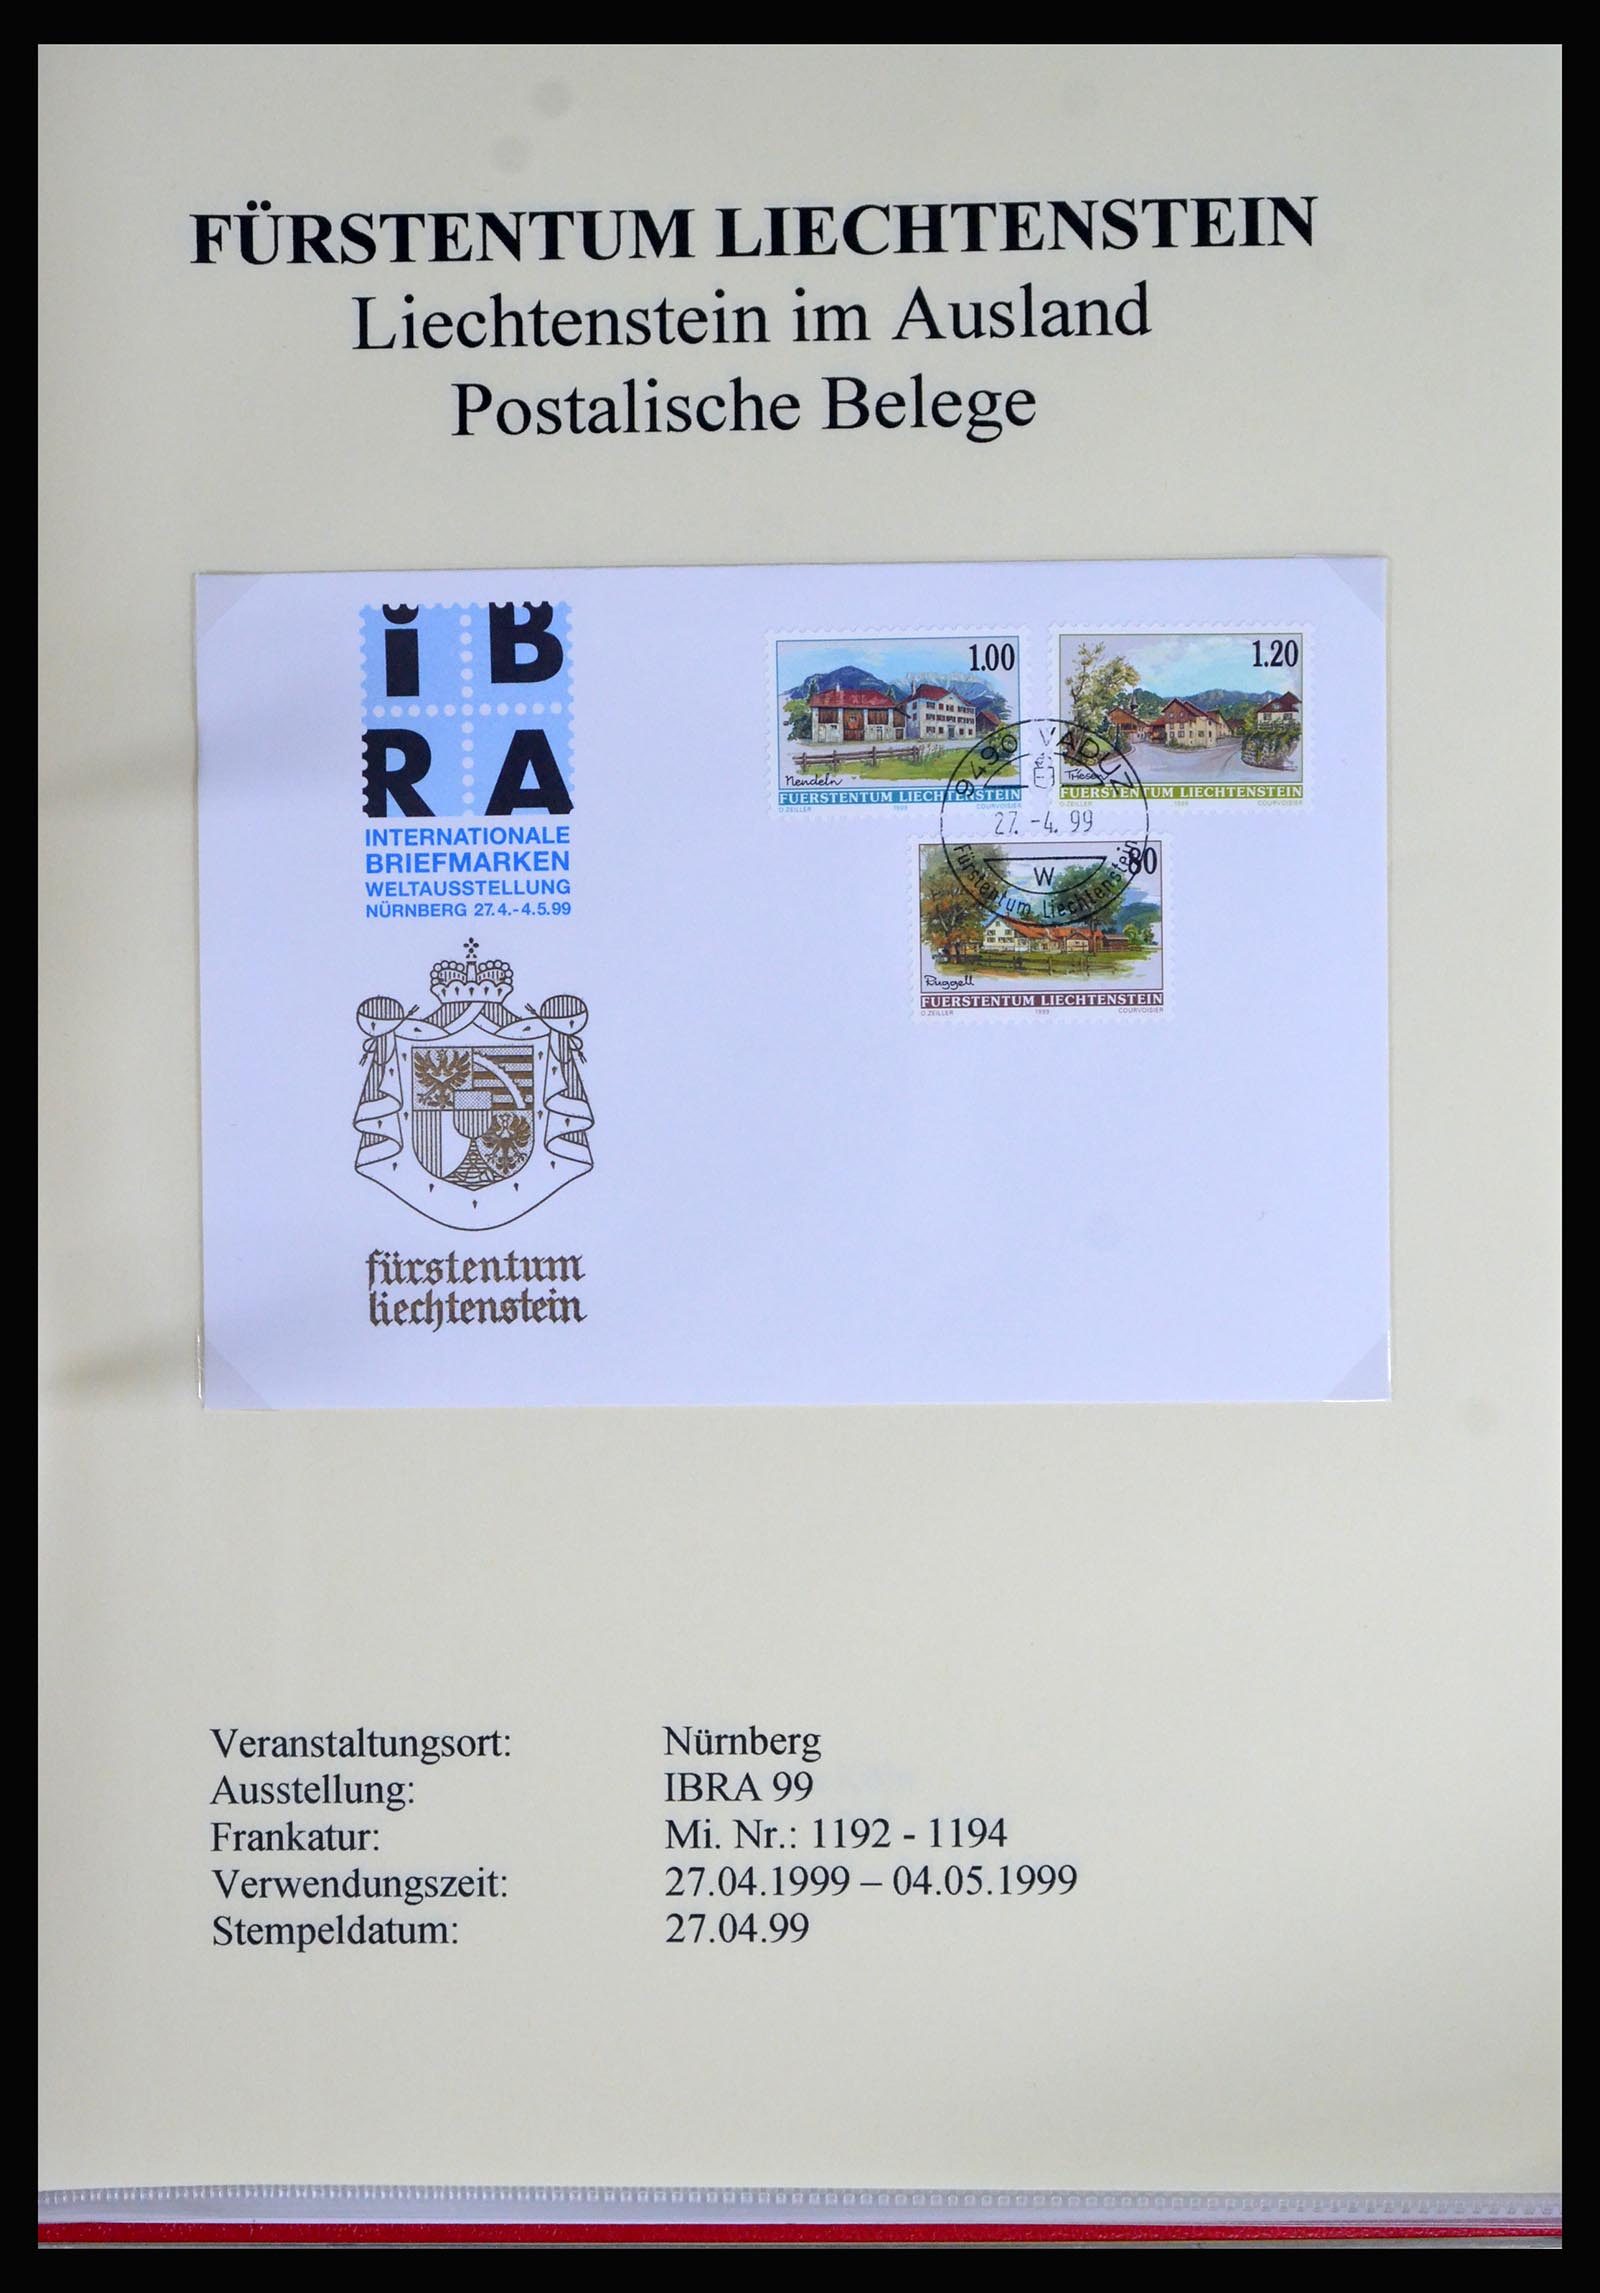 FÜRSTENTUM LIECHTENSTEIN
Liechtenstein im Ausland
Postalische Belege
iB
RA
INTERNATIONALE
BRIEFMARKEN
WELTAUSSTELLUNG
NÜRNBERG 27.4.-4.5.99
fürstentum
liechtenstein
1.00
Nendeln
FUERSTENTUM LIECHTENSTEIN
O.ZEILLER 1999 COURVOISIER
1.20
Triesen
FUERSTENTUM LIECHTENSTEIN
O.ZEILLER 1999 COURVOISIER
9490 VADUZ
27.-4.99
W
Fürstentum Liechtenstein
80
Ruggell
FUERSTENTUM LIECHTENSTEIN
O.ZEILLER 1999 COURVOISIER
Veranstaltungsort: Nürnberg
Ausstellung: IBRA 99
Frankatur: Mi. Nr.: 1192 - 1194
Verwendungszeit: 27.04.1999 – 04.05.1999
Stempeldatum: 27.04.99